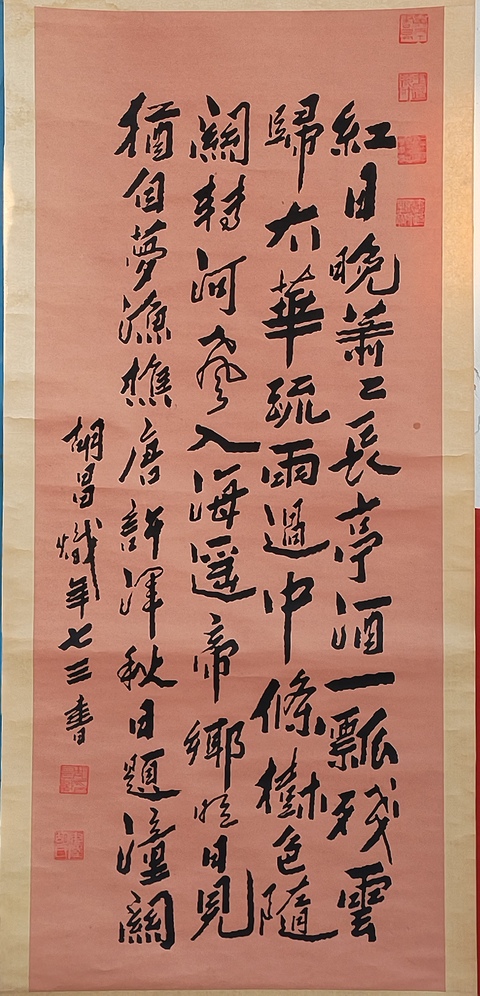 紅日晚蕭〻長亭酒一瓢殘雲
歸太華疏雨過中條樹色隨
關轉河入海遥帝鄉明日見
猶自夢漁樵唐許渾秋日題潼關
胡昌熾年七三書